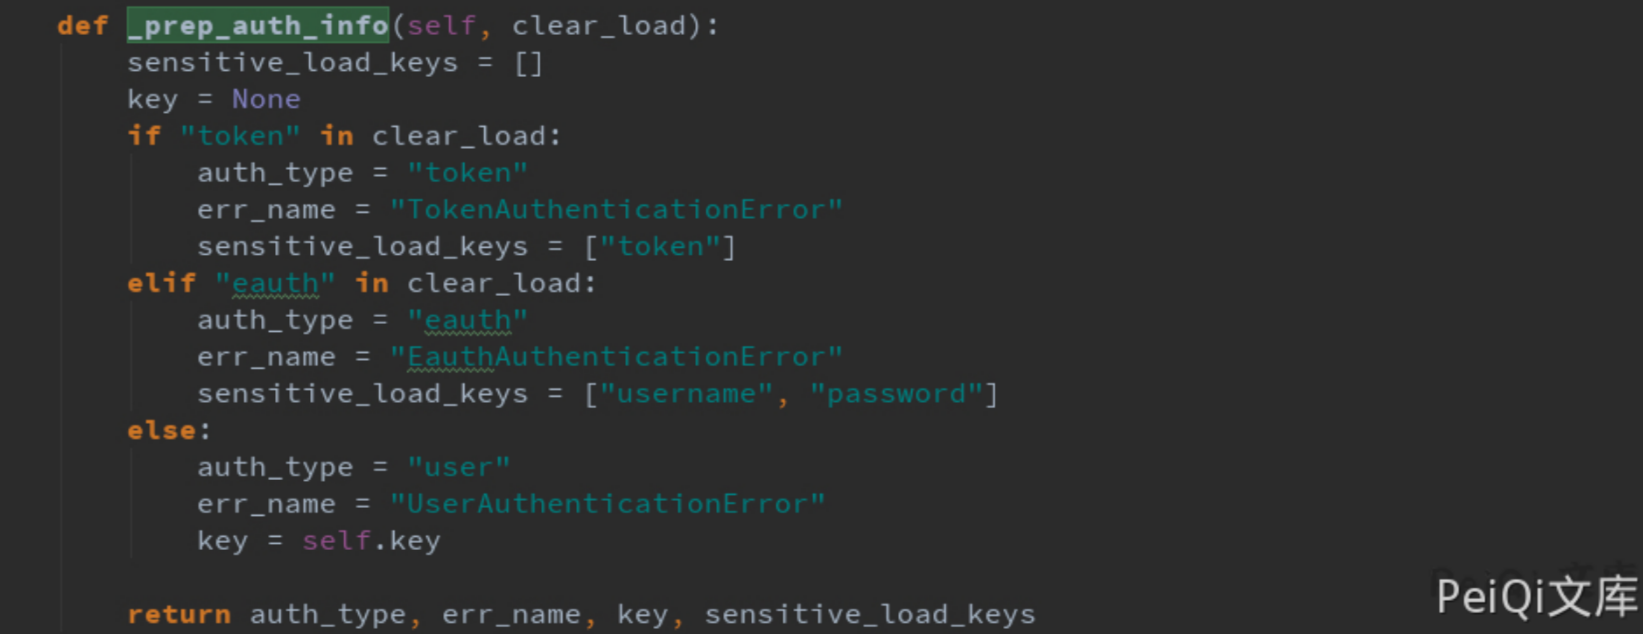 def _prep_auth_info(self, clear_load):
    sensitive_load_keys = []
    key = None
    if "token" in clear_load:
        auth_type = "token"
        err_name = "TokenAuthenticationError"
        sensitive_load_keys = ["token"]
    elif "eauth" in clear_load:
        auth_type = "eauth"
        err_name = "EauthAuthenticationError"
        sensitive_load_keys = ["username", "password"]
    else:
        auth_type = "user"
        err_name = "UserAuthenticationError"
        key = self.key
    return auth_type, err_name, key, sensitive_load_keys
PeiQi文库